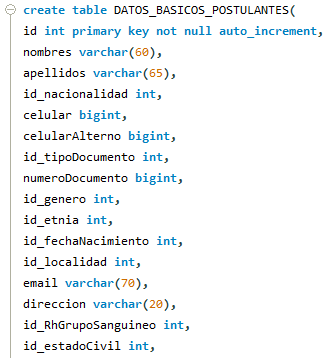 create table DATOS_BASICOS_POSTULANTES(
id int primary key not null auto_increment,
nombres varchar(60),
apellidos varchar(65),
id_nacionalidad int,
celular bigint,
celularAlterno bigint,
id_tipoDocumento int,
numeroDocumento bigint,
id_genero int,
id_etnia int,
id_fechaNacimiento int,
id_localidad int,
email varchar(70),
direccion varchar(20),
id_RhGrupoSanguineo int,
id_estadoCivil int,